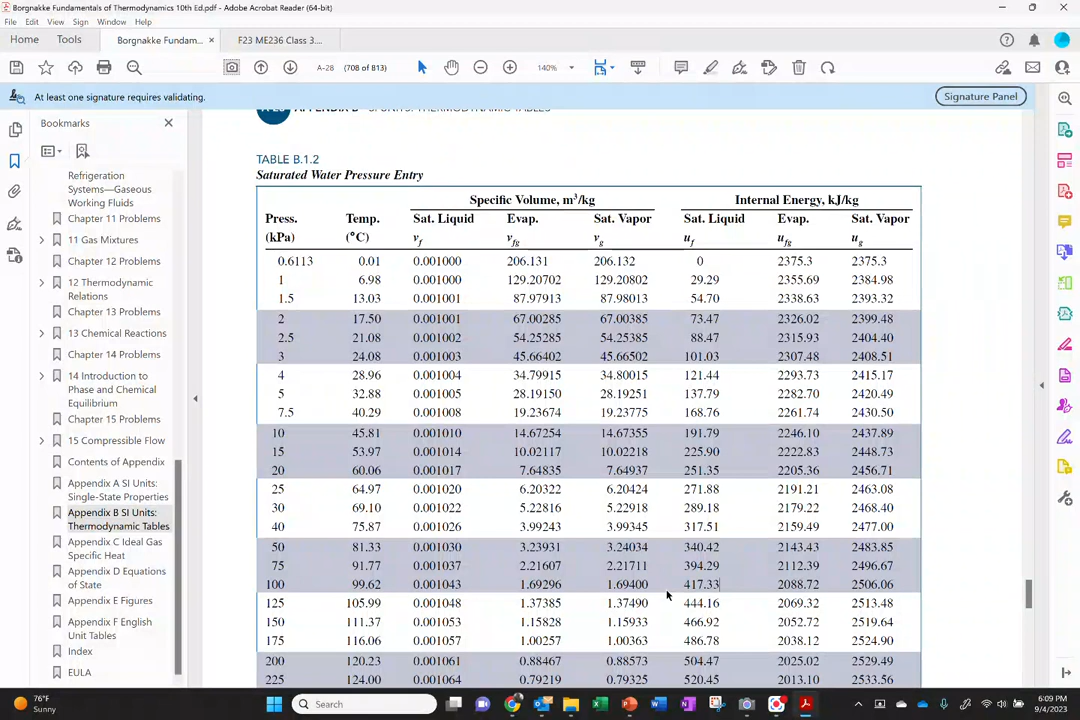 Borgnakke Fundamentals of Thermodynamics 10th Ed.pdf - Adobe Acrobat Reader (64-bit)
File Edit View Sign Window Help
Home Tools Borgnakke Fundam... × F23 ME236 Class 3....
A-28 (708 of 813) 140%
At least one signature requires validating. Signature Panel
Bookmarks
Refrigeration
Systems—Gaseous
Working Fluids
Chapter 11 Problems
11 Gas Mixtures
Chapter 12 Problems
12 Thermodynamic
Relations
Chapter 13 Problems
13 Chemical Reactions
Chapter 14 Problems
14 Introduction to
Phase and Chemical
Equilibrium
Chapter 15 Problems
15 Compressible Flow
Contents of Appendix
Appendix A SI Units:
Single-State Properties
Appendix B SI Units:
Thermodynamic Tables
Appendix C Ideal Gas
Specific Heat
Appendix D Equations
of State
Appendix E Figures
Appendix F English
Unit Tables
Index
EULA
TABLE B.1.2
Saturated Water Pressure Entry
Specific Volume, m³/kg Internal Energy, kJ/kg
Press. Temp. Sat. Liquid Evap. Sat. Vapor Sat. Liquid Evap. Sat. Vapor
(kPa) (°C) vf vfg vg uf ufg ug
0.6113 0.01 0.001000 206.131 206.132 0 2375.3 2375.3
1 6.98 0.001000 129.20702 129.20802 29.29 2355.69 2384.98
1.5 13.03 0.001001 87.97913 87.98013 54.70 2338.63 2393.32
2 17.50 0.001001 67.00285 67.00385 73.47 2326.02 2399.48
2.5 21.08 0.001002 54.25285 54.25385 88.47 2315.93 2404.40
3 24.08 0.001003 45.66402 45.66502 101.03 2307.48 2408.51
4 28.96 0.001004 34.79915 34.80015 121.44 2293.73 2415.17
5 32.88 0.001005 28.19150 28.19251 137.79 2282.70 2420.49
7.5 40.29 0.001008 19.23674 19.23775 168.76 2261.74 2430.50
10 45.81 0.001010 14.67254 14.67355 191.79 2246.10 2437.89
15 53.97 0.001014 10.02117 10.02218 225.90 2222.83 2448.73
20 60.06 0.001017 7.64835 7.64937 251.35 2205.36 2456.71
25 64.97 0.001020 6.20322 6.20424 271.88 2191.21 2463.08
30 69.10 0.001022 5.22816 5.22918 289.18 2179.22 2468.40
40 75.87 0.001026 3.99243 3.99345 317.51 2159.49 2477.00
50 81.33 0.001030 3.23931 3.24034 340.42 2143.43 2483.85
75 91.77 0.001037 2.21607 2.21711 394.29 2112.39 2496.67
100 99.62 0.001043 1.69296 1.69400 417.33 2088.72 2506.06
125 105.99 0.001048 1.37385 1.37490 444.16 2069.32 2513.48
150 111.37 0.001053 1.15828 1.15933 466.92 2052.72 2519.64
175 116.06 0.001057 1.00257 1.00363 486.78 2038.12 2524.90
200 120.23 0.001061 0.88467 0.88573 504.47 2025.02 2529.49
225 124.00 0.001064 0.79219 0.79325 520.45 2013.10 2533.56
76°F
Sunny
Search
6:09 PM
9/4/2023